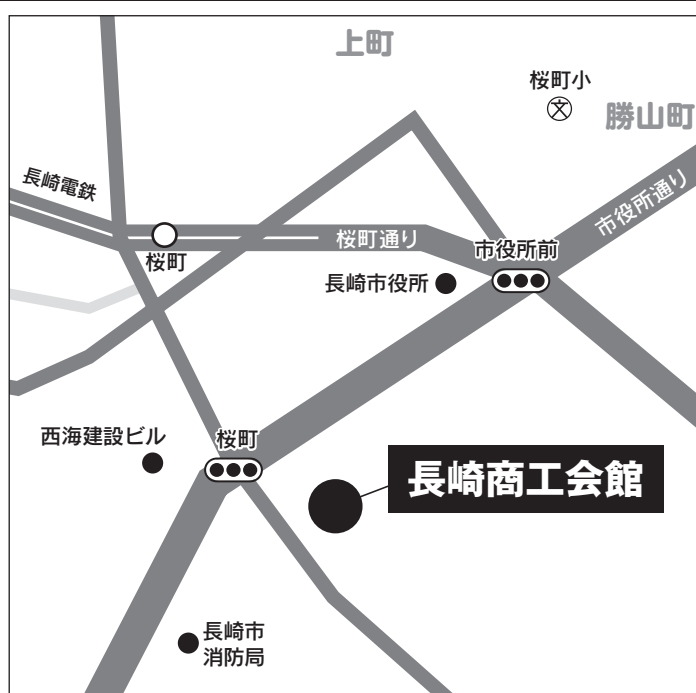 上町
桜町小
文
勝山町
長崎電鉄
市役所通り
桜町通り
桜町
市役所前
長崎市役所
西海建設ビル
桜町
長崎商工会館
長崎市
消防局